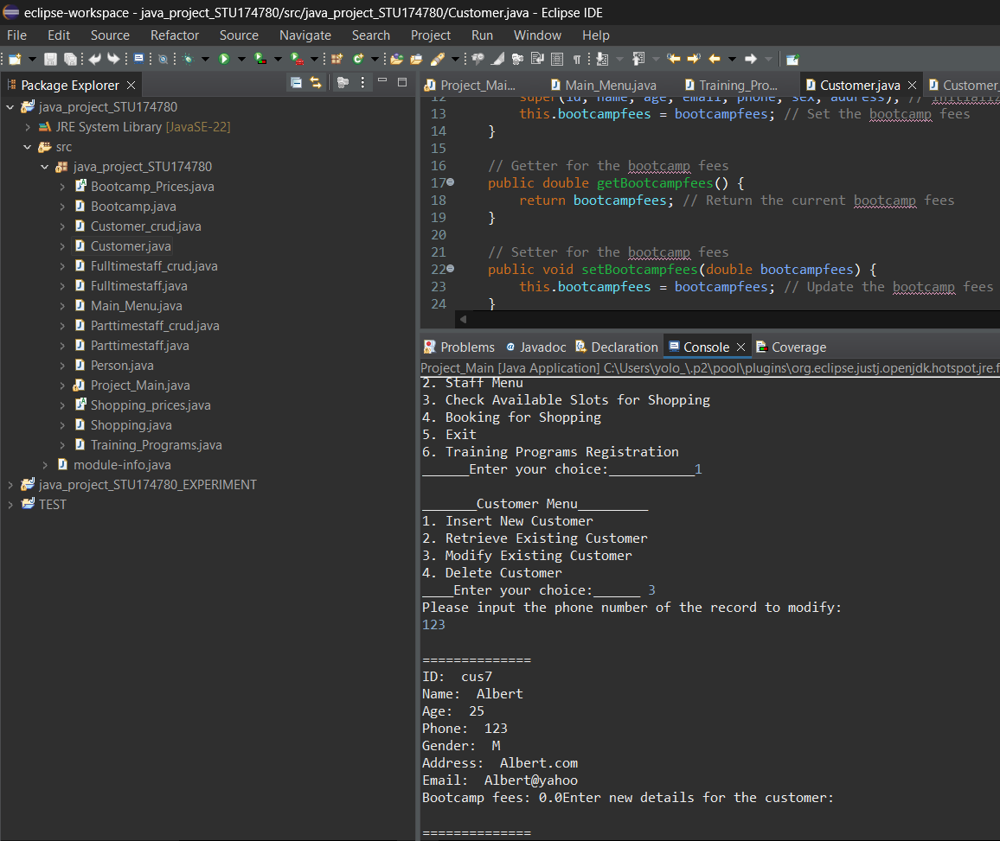 eclipse-workspace - java_project_STU174780/src/java_project_STU174780/Customer.java - Eclipse IDE
File Edit Source Refactor Source Navigate Search Project Run Window Help
Package Explorer
java_project_STU174780
JRE System Library [JavaSE-22]
src
java_project_STU174780
Bootcamp_Prices.java
Bootcamp.java
Customer_crud.java
Customer.java
Fulltimestaff_crud.java
Fulltimestaff.java
Main_Menu.java
Parttimestaff_crud.java
Parttimestaff.java
Person.java
Project_Main.java
Shopping_prices.java
Shopping.java
Training_Programs.java
module-info.java
java_project_STU174780_EXPERIMENT
TEST
Project_Mai... Main_Menu.java Training_Pro... Customer.java Customer_
12 super(id, name, age, email, phone, sex, address); // Initializ
13 this.bootcampfees = bootcampfees; // Set the bootcamp fees
14 }
15
16 // Getter for the bootcamp fees
17 public double getBootcampfees() {
18 return bootcampfees; // Return the current bootcamp fees
19 }
20
21 // Setter for the bootcamp fees
22 public void setBootcampfees(double bootcampfees) {
23 this.bootcampfees = bootcampfees; // Update the bootcamp fees
24 }
Problems Javadoc Declaration Console Coverage
Project_Main [Java Application] C:\Users\yolo_\.p2\pool\plugins\org.eclipse.justj.openjdk.hotspot.jre.f
2. Staff Menu
3. Check Available Slots for Shopping
4. Booking for Shopping
5. Exit
6. Training Programs Registration
______Enter your choice:___________1
_______Customer Menu_________
1. Insert New Customer
2. Retrieve Existing Customer
3. Modify Existing Customer
4. Delete Customer
____Enter your choice:______ 3
Please input the phone number of the record to modify:
123
==============
ID:  cus7
Name:  Albert
Age:  25
Phone:  123
Gender:  M
Address:  Albert.com
Email:  Albert@yahoo
Bootcamp fees: 0.0Enter new details for the customer:
==============